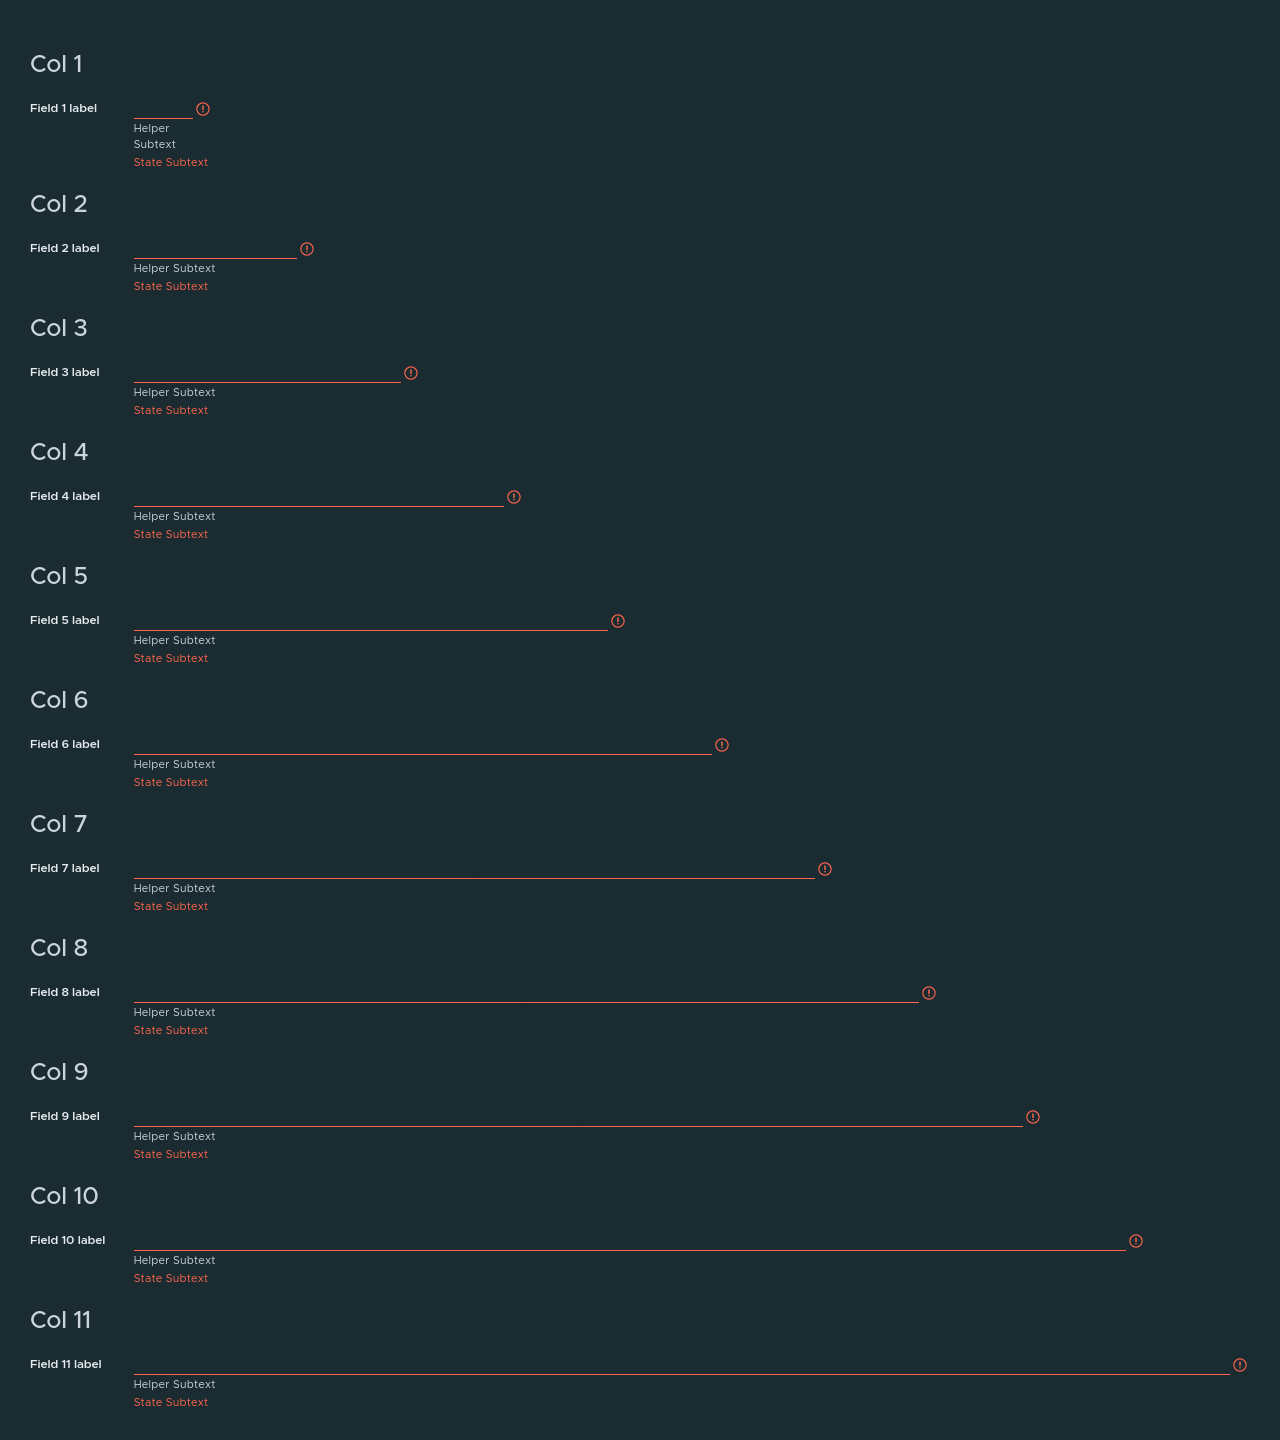 Col 1
Field 1 label
Helper
Subtext
State Subtext
Col 2
Field 2 label
Helper Subtext
State Subtext
Col 3
Field 3 label
Helper Subtext
State Subtext
Col 4
Field 4 label
Helper Subtext
State Subtext
Col 5
Field 5 label
Helper Subtext
State Subtext
Col 6
Field 6 label
Helper Subtext
State Subtext
Col 7
Field 7 label
Helper Subtext
State Subtext
Col 8
Field 8 label
Helper Subtext
State Subtext
Col 9
Field 9 label
Helper Subtext
State Subtext
Col 10
Field 10 label
Helper Subtext
State Subtext
Col 11
Field 11 label
Helper Subtext
State Subtext